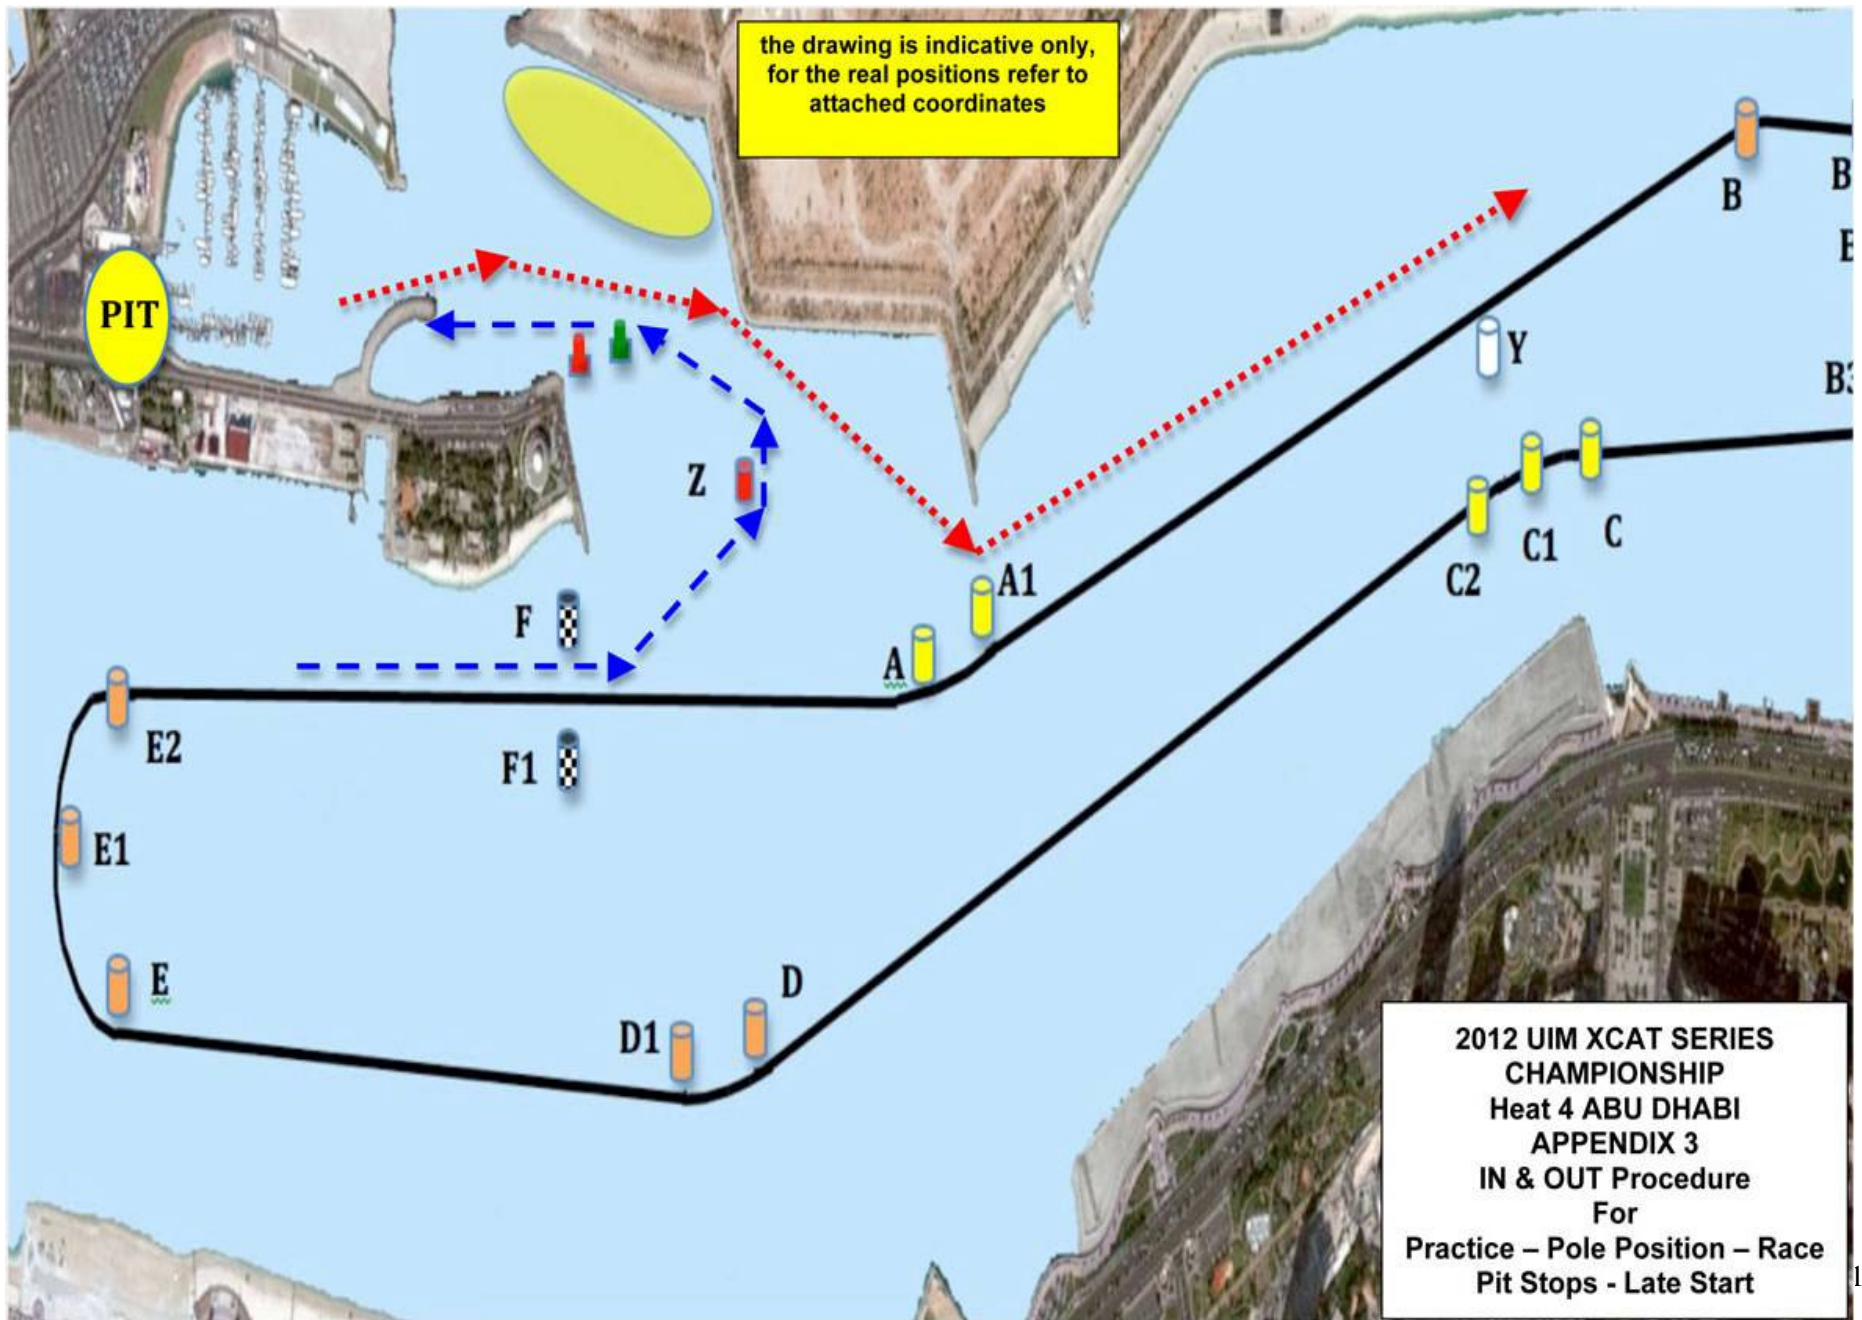 the drawing is indicative only,
for the real positions refer to
attached coordinates
B
B
PIT
Y
B3
Z
C1
C
C2
A1
F
A
E2
F1
E1
E
D
D1
2012 UIM XCAT SERIES
CHAMPIONSHIP
Heat 4 ABU DHABI
APPENDIX 3
IN & OUT Procedure
For
Practice – Pole Position – Race
Pit Stops - Late Start
1